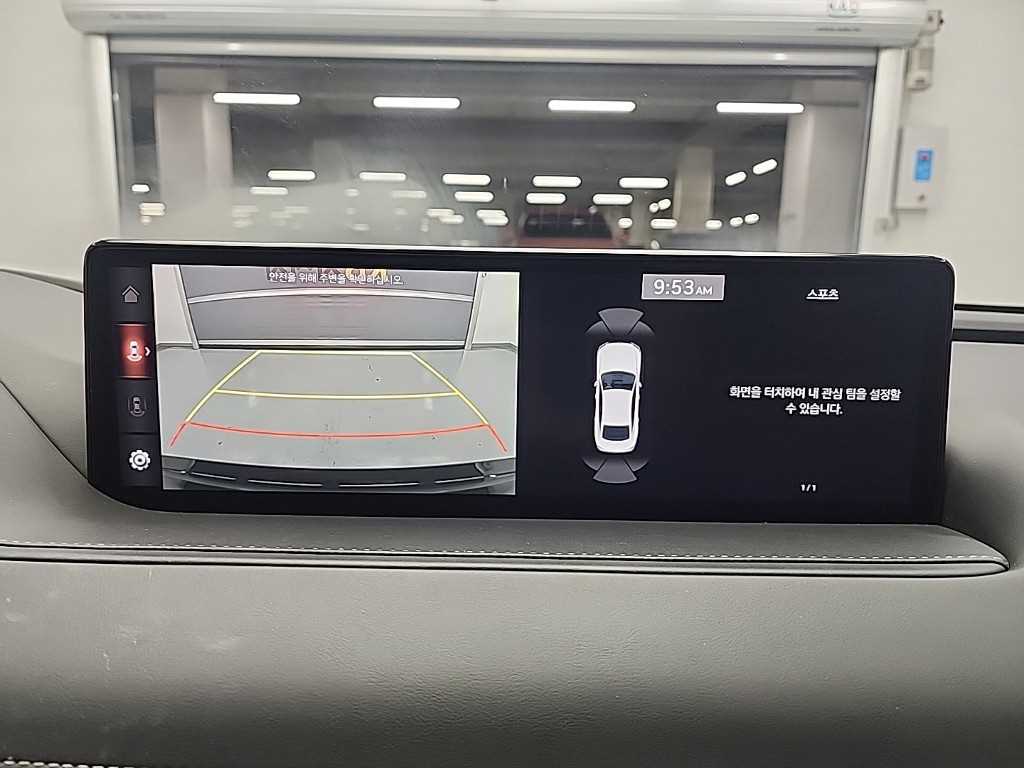 안전을 위해 주변을 확인하십시오.
9:53 AM
스포츠
화면을 터치하여 내 관심 팀을 설정할
수 있습니다.
1/1